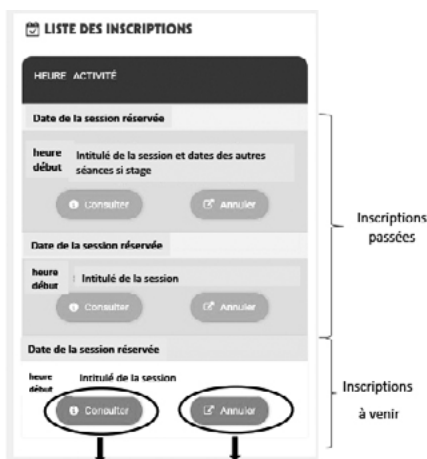 LISTE DES INSCRIPTIONS
HEURE ACTIVITÉ
Date de la session réservée
heure
début
Intitulé de la session et dates des autres
séances si stage
Consulter
Annuler
Inscriptions
passées
Date de la session réservée
heure
début
Intitulé de la session
Consulter
Annuler
Date de la session réservée
heure
début
Intitulé de la session
Consulter
Annuler
Inscriptions
à venir